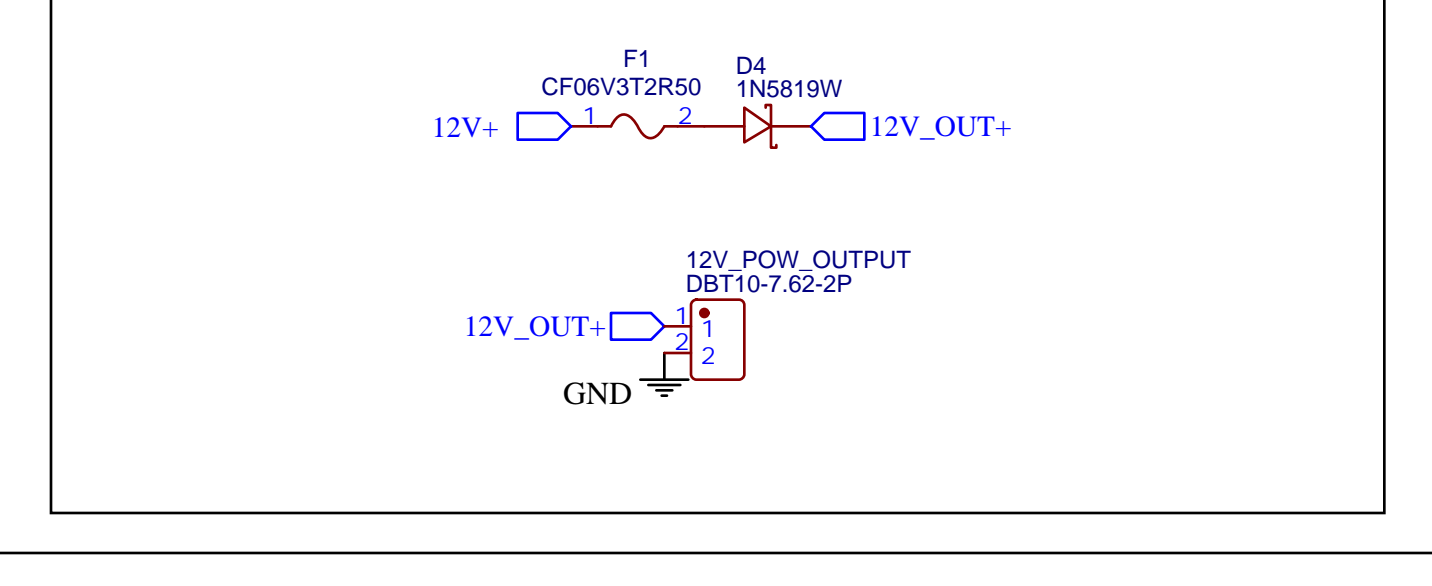 F1
CF06V3T2R50
D4
1N5819W
12V+
1
2
12V_OUT+
12V_POW_OUTPUT
DBT10-7.62-2P
12V_OUT+
1
1
2
2
GND